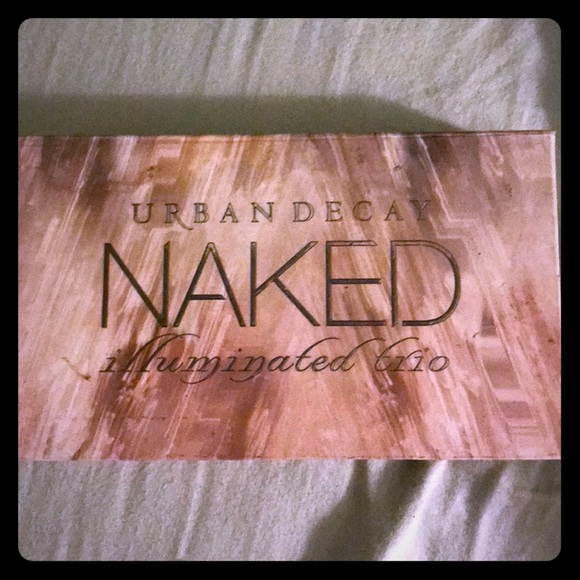 URBAN DECAY
NAKED
illuminated trio